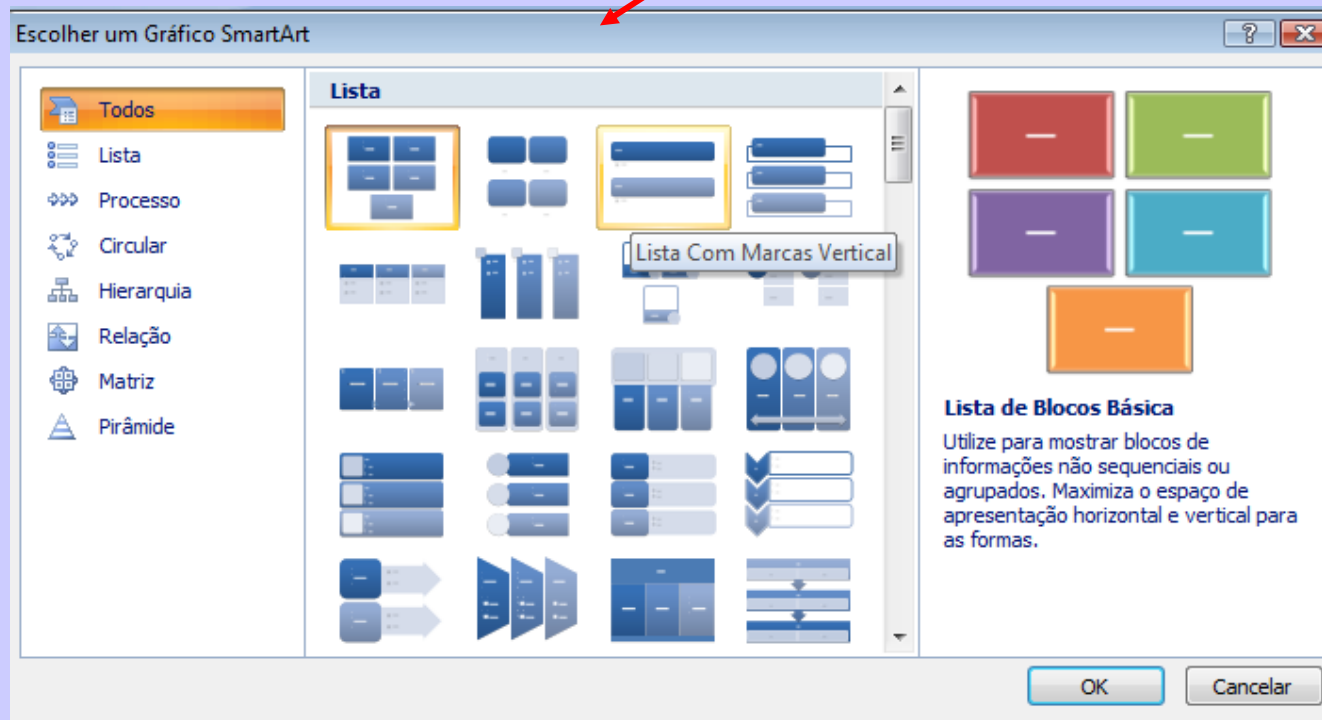 Escolher um Gráfico SmartArt
Todos
Lista
Processo
Circular
Hierarquia
Relação
Matriz
Pirâmide
Lista
Lista Com Marcas Vertical
Lista de Blocos Básica
Utilize para mostrar blocos de
informações não sequenciais ou
agrupados. Maximiza o espaço de
apresentação horizontal e vertical para
as formas.
OK
Cancelar